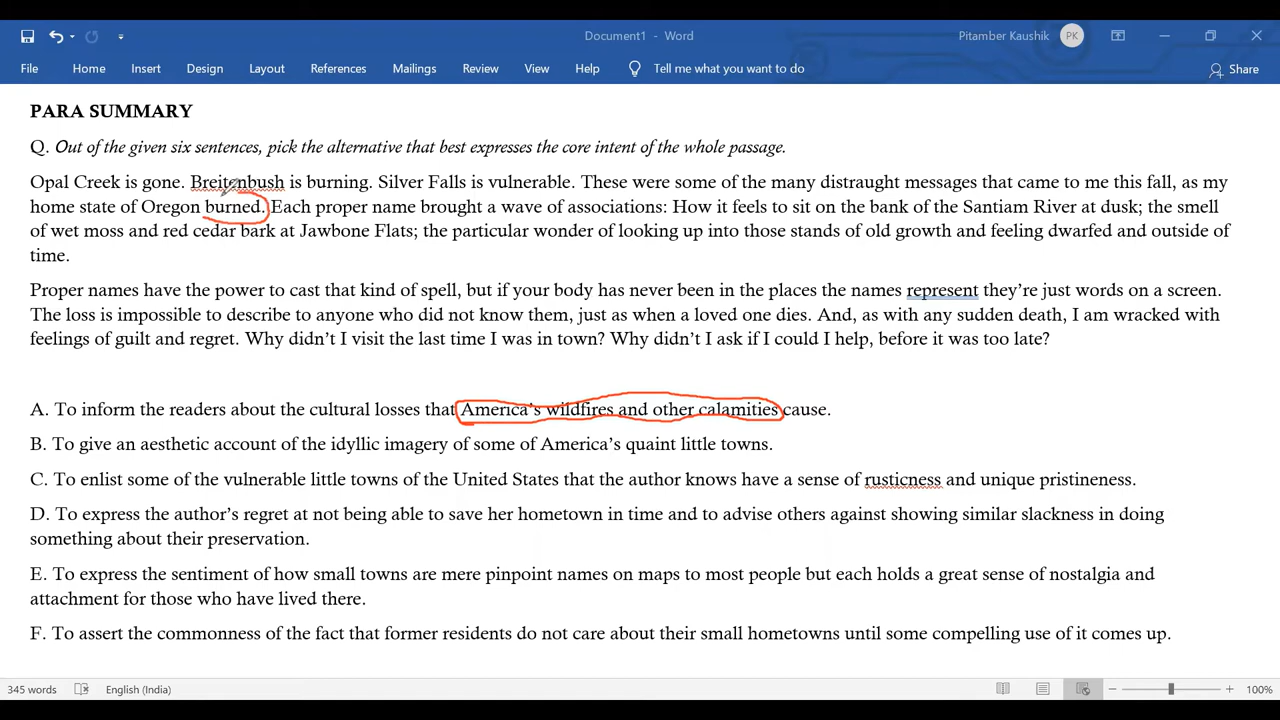 Document1 - Word
Pitamber Kaushik
PK
File Home Insert Design Layout References Mailings Review View Help Tell me what you want to do Share
PARA SUMMARY
Q. Out of the given six sentences, pick the alternative that best expresses the core intent of the whole passage.
Opal Creek is gone. Breitenbush is burning. Silver Falls is vulnerable. These were some of the many distraught messages that came to me this fall, as my
home state of Oregon burned. Each proper name brought a wave of associations: How it feels to sit on the bank of the Santiam River at dusk; the smell
of wet moss and red cedar bark at Jawbone Flats; the particular wonder of looking up into those stands of old growth and feeling dwarfed and outside of
time.
Proper names have the power to cast that kind of spell, but if your body has never been in the places the names represent they're just words on a screen.
The loss is impossible to describe to anyone who did not know them, just as when a loved one dies. And, as with any sudden death, I am wracked with
feelings of guilt and regret. Why didn't I visit the last time I was in town? Why didn't I ask if I could I help, before it was too late?
A. To inform the readers about the cultural losses that America's wildfires and other calamities cause.
B. To give an aesthetic account of the idyllic imagery of some of America's quaint little towns.
C. To enlist some of the vulnerable little towns of the United States that the author knows have a sense of rusticness and unique pristineness.
D. To express the author's regret at not being able to save her hometown in time and to advise others against showing similar slackness in doing
something about their preservation.
E. To express the sentiment of how small towns are mere pinpoint names on maps to most people but each holds a great sense of nostalgia and
attachment for those who have lived there.
F. To assert the commonness of the fact that former residents do not care about their small hometowns until some compelling use of it comes up.
345 words English (India) 100%